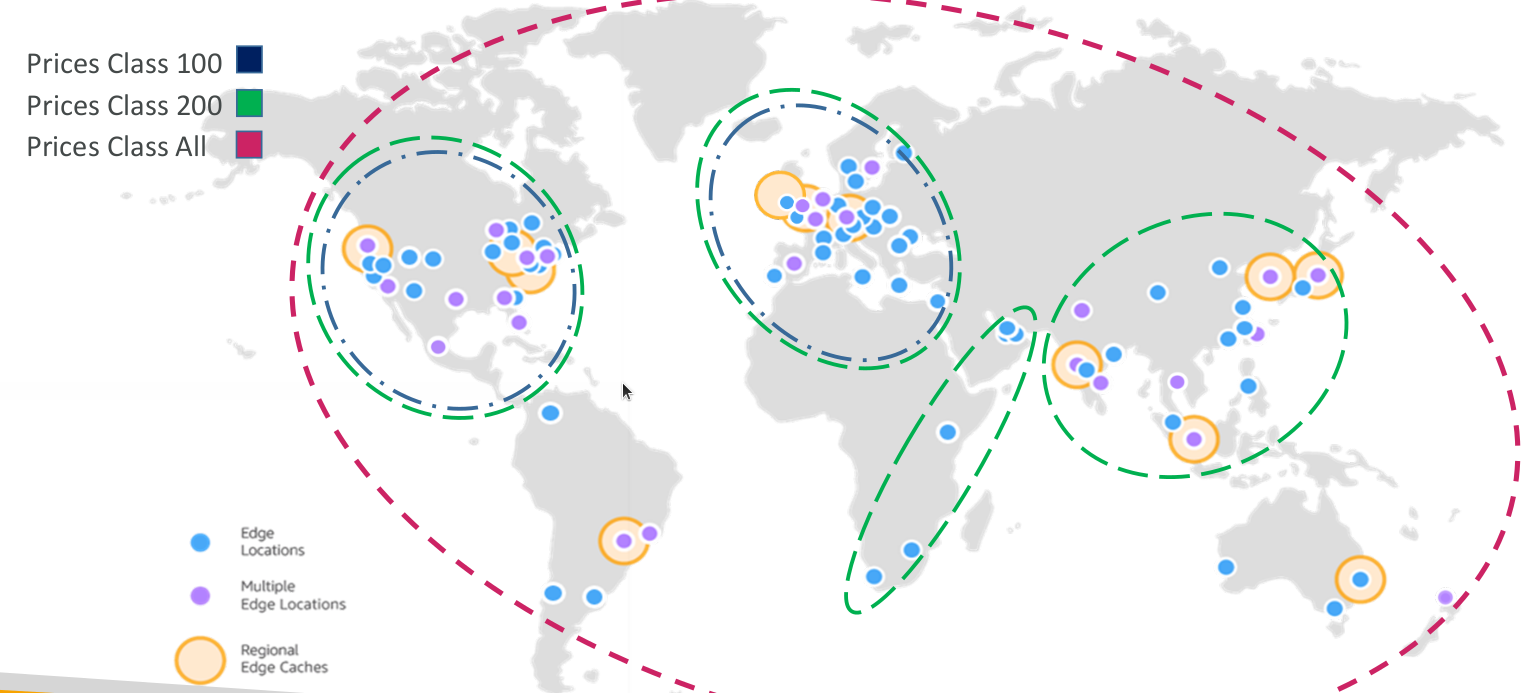 Prices Class 100
Prices Class 200
Prices Class All
Edge
Locations
Multiple
Edge Locations
Regional
Edge Caches